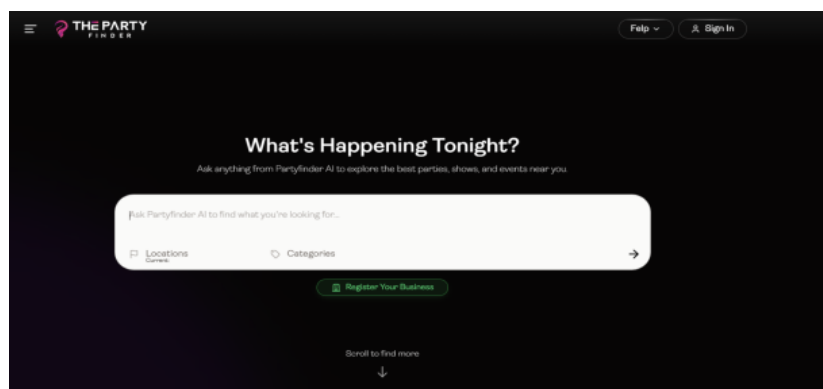 THE PARTY
FINDER
Felp
Sign In
What's Happening Tonight?
Ask anything from Partyfinder AI to explore the best parties, shows, and events near you.
Ask Partyfinder AI to find what you're looking for...
Locations
Current:
Categories
Register Your Business
Scroll to find more